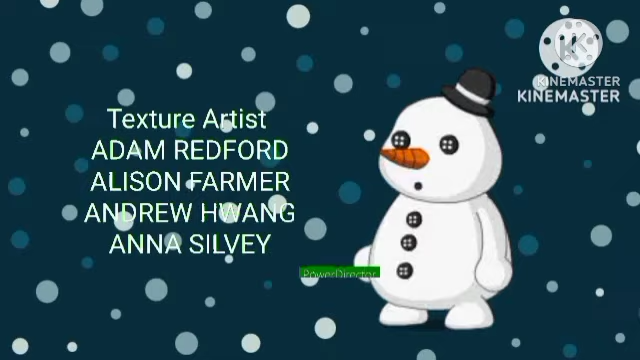 KINEMASTER
KINEMASTER
Texture Artist
ADAM REDFORD
ALISON FARMER
ANDREW HWANG
ANNA SILVEY
PowerDirector